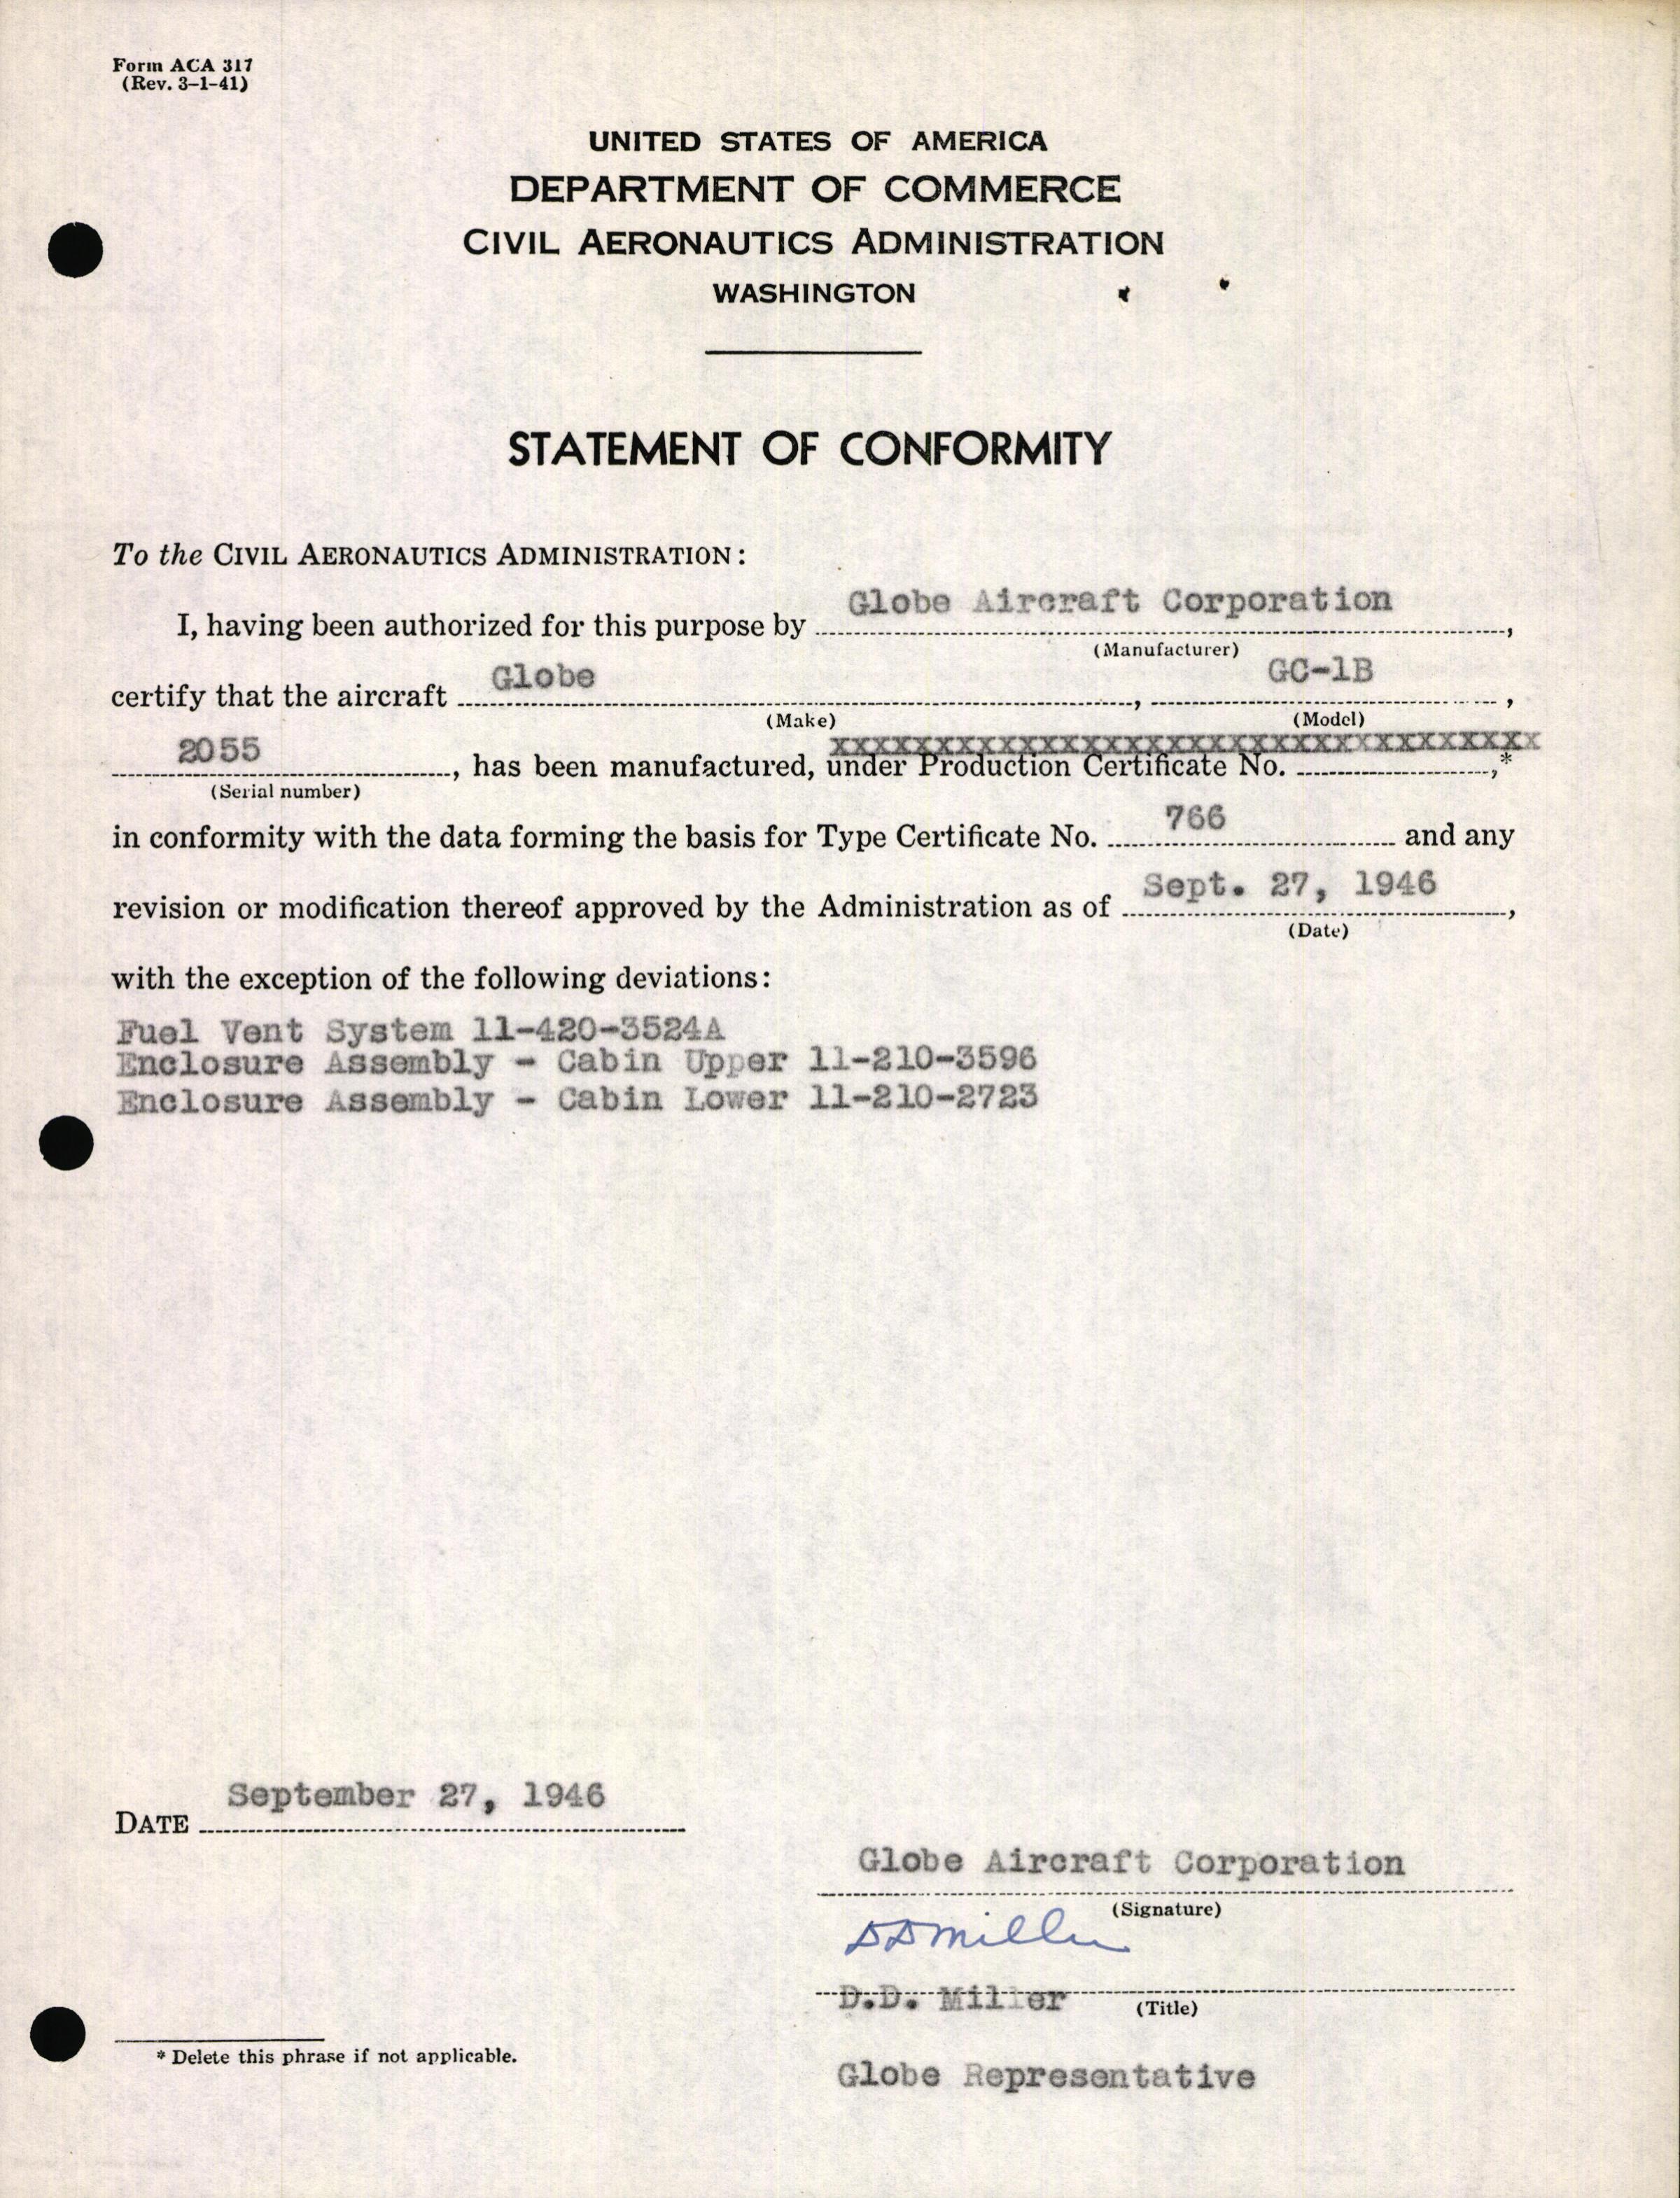 Form ACA 317
(Rev. 3-1-41)
UNITED STATES OF AMERICA
DEPARTMENT OF COMMERCE
CIVIL AERONAUTICS ADMINISTRATION
WASHINGTON
STATEMENT OF CONFORMITY
To the CIVIL AERONAUTICS ADMINISTRATION:
I, having been authorized for this purpose by Globe Aircraft Corporation,
(Manufacturer)
certify that the aircraft Globe, GC-1B,
(Make) (Model)
xxxxxxxxxxxxxxxxxxxxxxxxxxxxxxxxxx
2055, has been manufactured, under Production Certificate No. ,*
(Serial number)
in conformity with the data forming the basis for Type Certificate No. 766 and any
revision or modification thereof approved by the Administration as of Sept. 27, 1946,
(Date)
with the exception of the following deviations:
Fuel Vent System 11-420-3524A
Enclosure Assembly - Cabin Upper 11-210-3596
Enclosure Assembly - Cabin Lower 11-210-2723
DATE September 27, 1946
Globe Aircraft Corporation
(Signature)
DDMiller
D.D. Miller
(Title)
* Delete this phrase if not applicable.
Globe Representative